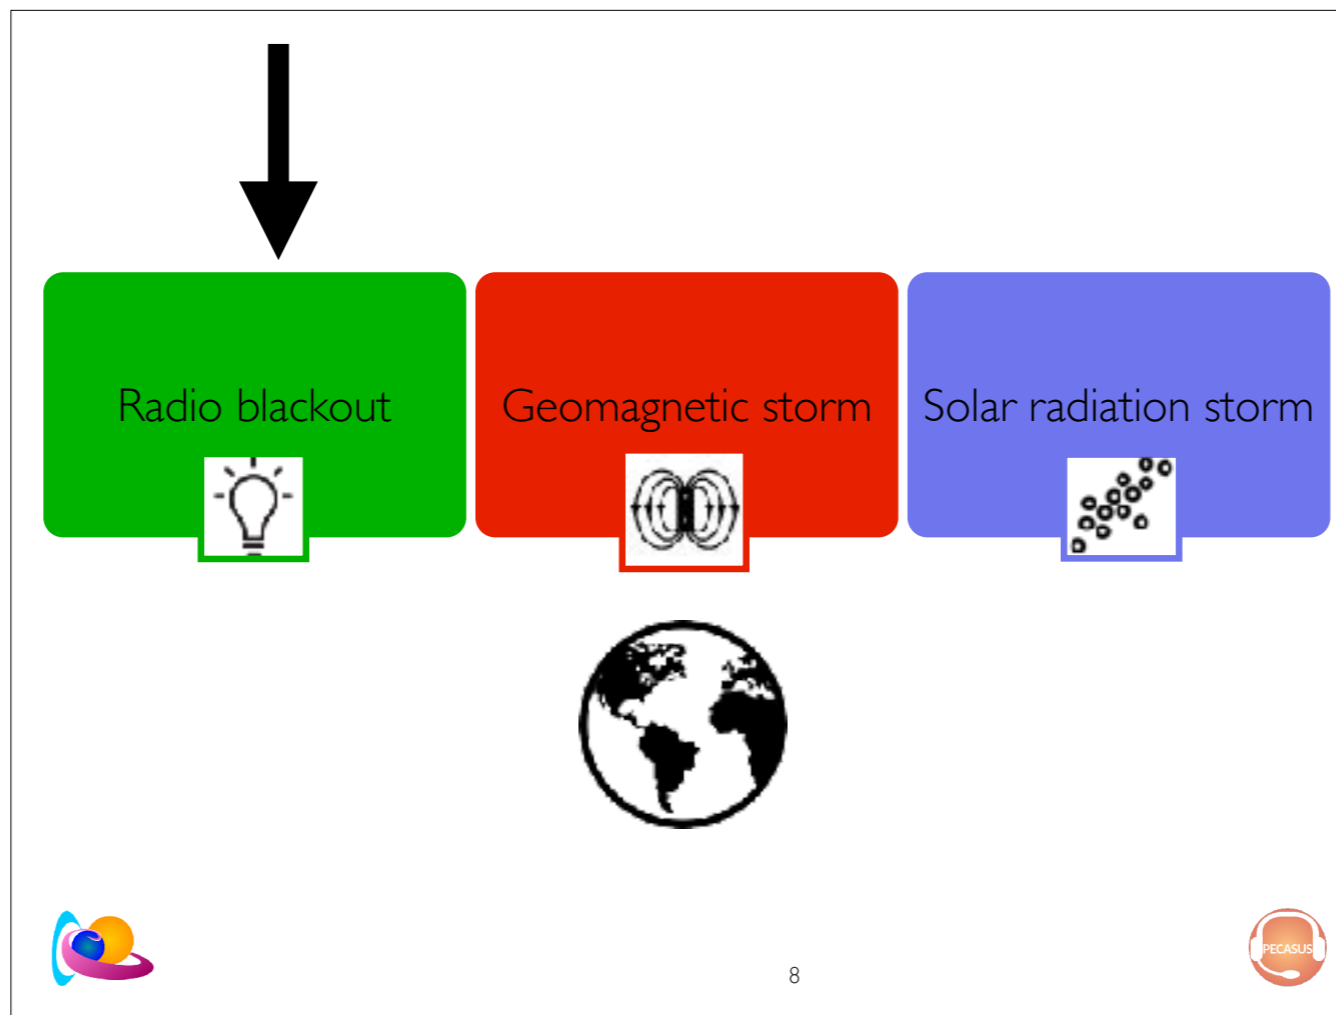 Radio blackout
Geomagnetic storm
Solar radiation storm
8
PECASUS